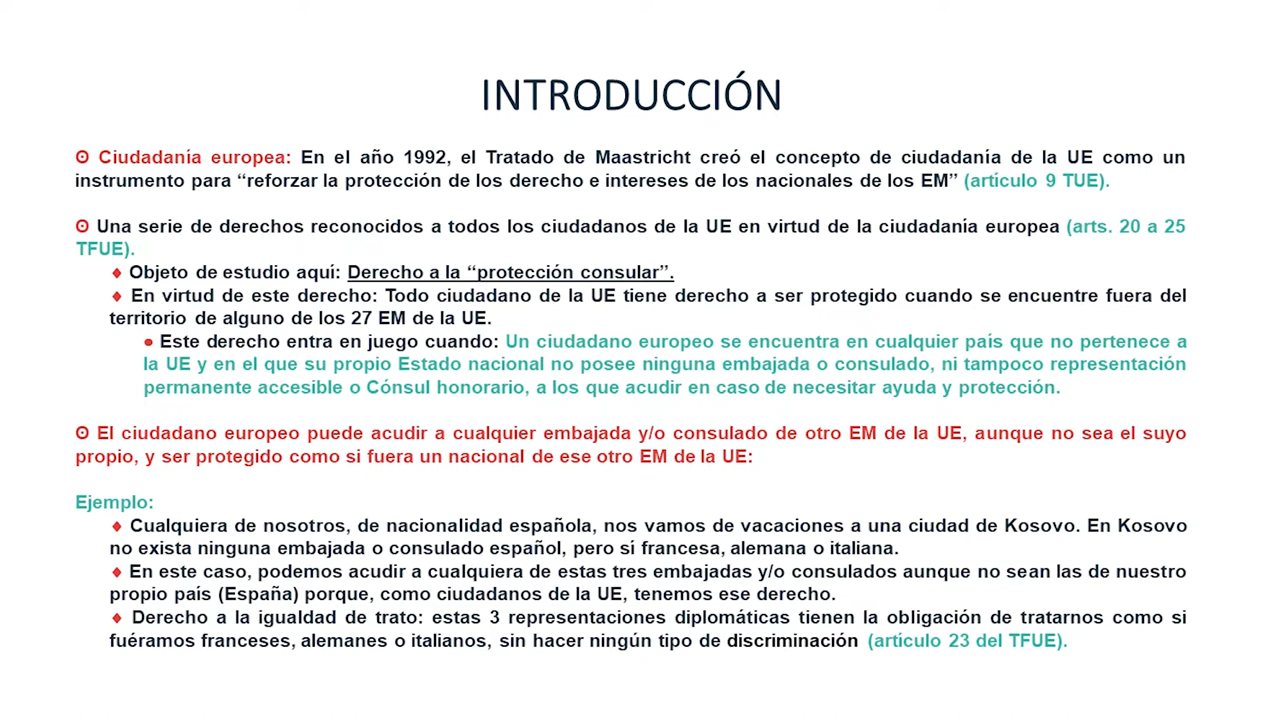 INTRODUCCIÓN
ʘ Ciudadanía europea: En el año 1992, el Tratado de Maastricht creó el concepto de ciudadanía de la UE como un
instrumento para “reforzar la protección de los derecho e intereses de los nacionales de los EM” (artículo 9 TUE).
ʘ Una serie de derechos reconocidos a todos los ciudadanos de la UE en virtud de la ciudadanía europea (arts. 20 a 25
TFUE).
♦ Objeto de estudio aquí: Derecho a la “protección consular”.
♦ En virtud de este derecho: Todo ciudadano de la UE tiene derecho a ser protegido cuando se encuentre fuera del
territorio de alguno de los 27 EM de la UE.
● Este derecho entra en juego cuando: Un ciudadano europeo se encuentra en cualquier país que no pertenece a
la UE y en el que su propio Estado nacional no posee ninguna embajada o consulado, ni tampoco representación
permanente accesible o Cónsul honorario, a los que acudir en caso de necesitar ayuda y protección.
ʘ El ciudadano europeo puede acudir a cualquier embajada y/o consulado de otro EM de la UE, aunque no sea el suyo
propio, y ser protegido como si fuera un nacional de ese otro EM de la UE:
Ejemplo:
♦ Cualquiera de nosotros, de nacionalidad española, nos vamos de vacaciones a una ciudad de Kosovo. En Kosovo
no exista ninguna embajada o consulado español, pero sí francesa, alemana o italiana.
♦ En este caso, podemos acudir a cualquiera de estas tres embajadas y/o consulados aunque no sean las de nuestro
propio país (España) porque, como ciudadanos de la UE, tenemos ese derecho.
♦ Derecho a la igualdad de trato: estas 3 representaciones diplomáticas tienen la obligación de tratarnos como si
fuéramos franceses, alemanes o italianos, sin hacer ningún tipo de discriminación (artículo 23 del TFUE).